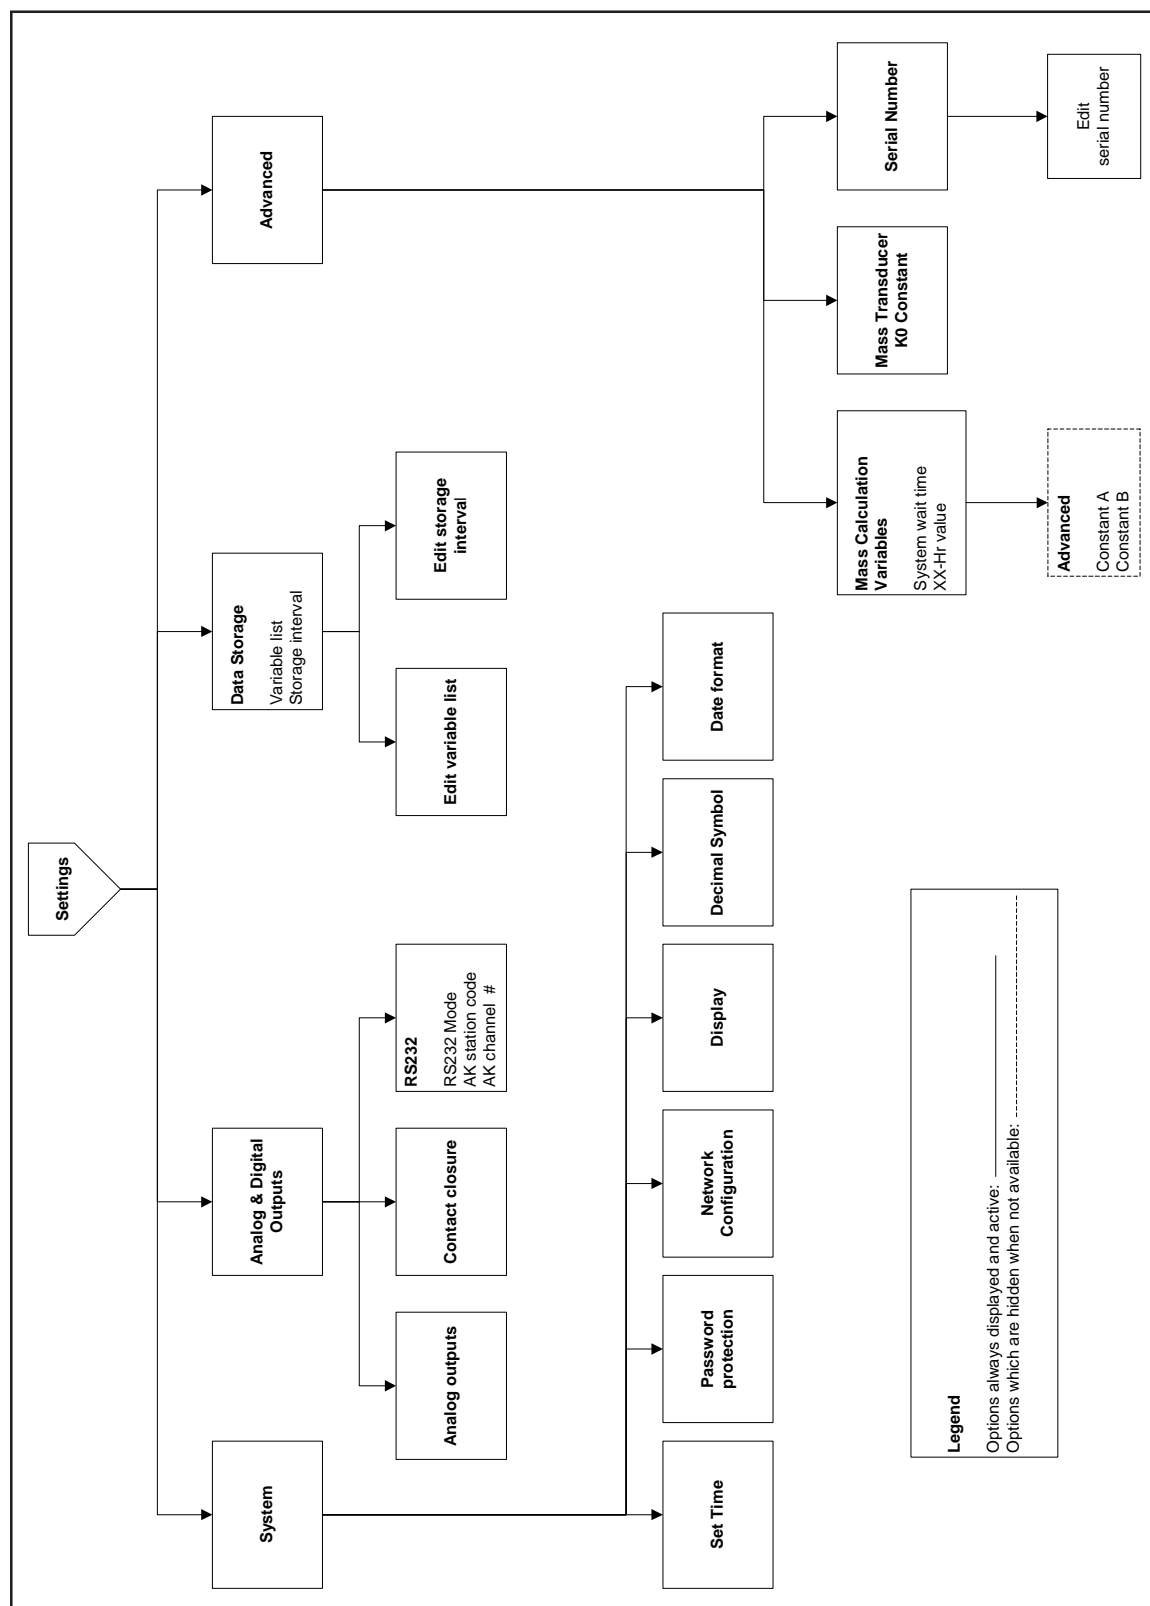 Settings
System
Analog & Digital
Outputs
Data Storage
Variable list
Storage interval
Advanced
Analog outputs
Contact closure
RS232
RS232 Mode
AK station code
AK channel #
Edit variable list
Edit storage
interval
Set Time
Password
protection
Network
Configuration
Display
Decimal Symbol
Date format
Mass Calculation
Variables
System wait time
XX-Hr value
Mass Transducer
K0 Constant
Serial Number
Advanced
Constant A
Constant B
Edit
serial number
Legend
Options always displayed and active:
Options which are hidden when not available: